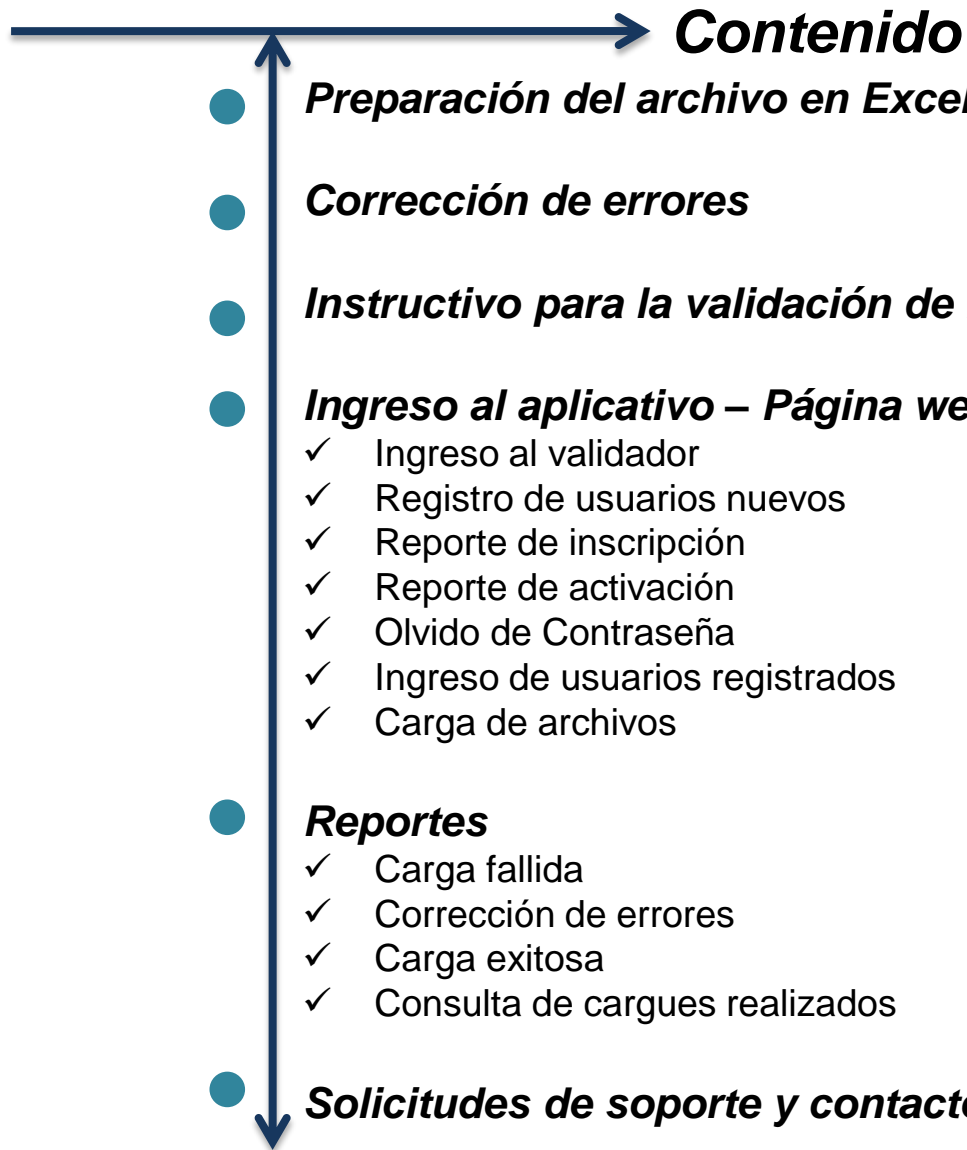 Contenido
Preparación del archivo en Excel
Corrección de errores
Instructivo para la validación de
Ingreso al aplicativo – Página we
✓ Ingreso al validador
✓ Registro de usuarios nuevos
✓ Reporte de inscripción
✓ Reporte de activación
✓ Olvido de Contraseña
✓ Ingreso de usuarios registrados
✓ Carga de archivos
Reportes
✓ Carga fallida
✓ Corrección de errores
✓ Carga exitosa
✓ Consulta de cargues realizados
Solicitudes de soporte y contacto